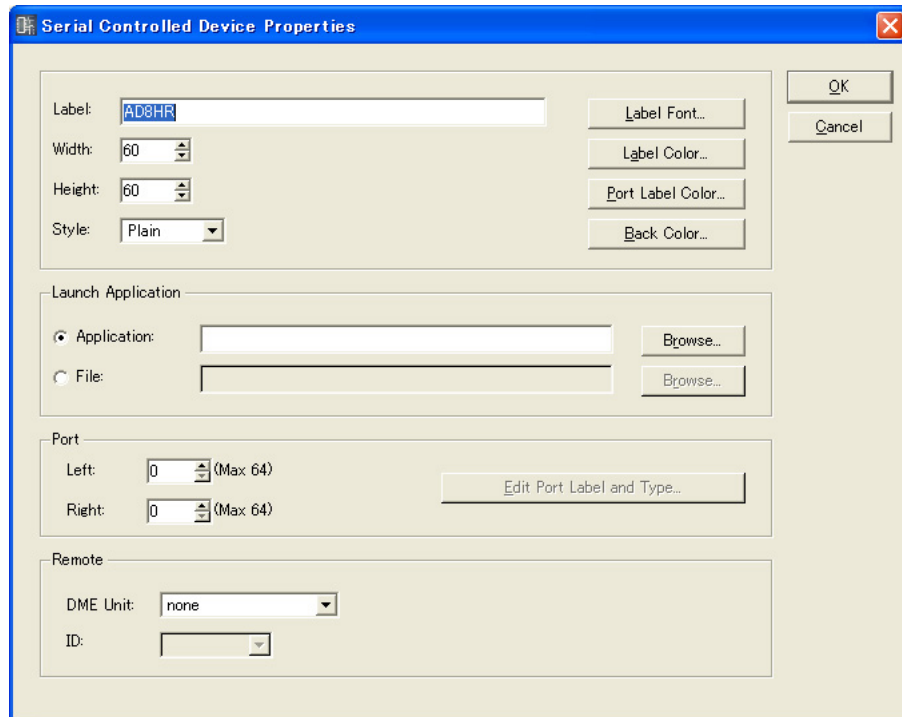 Serial Controlled Device Properties
Label: AD8HR Label Font... OK
Width: 60 Label Color... Cancel
Height: 60 Port Label Color...
Style: Plain Back Color...
Launch Application
Application: Browse...
File: Browse...
Port
Left: 0 (Max 64) Edit Port Label and Type...
Right: 0 (Max 64)
Remote
DME Unit: none
ID: